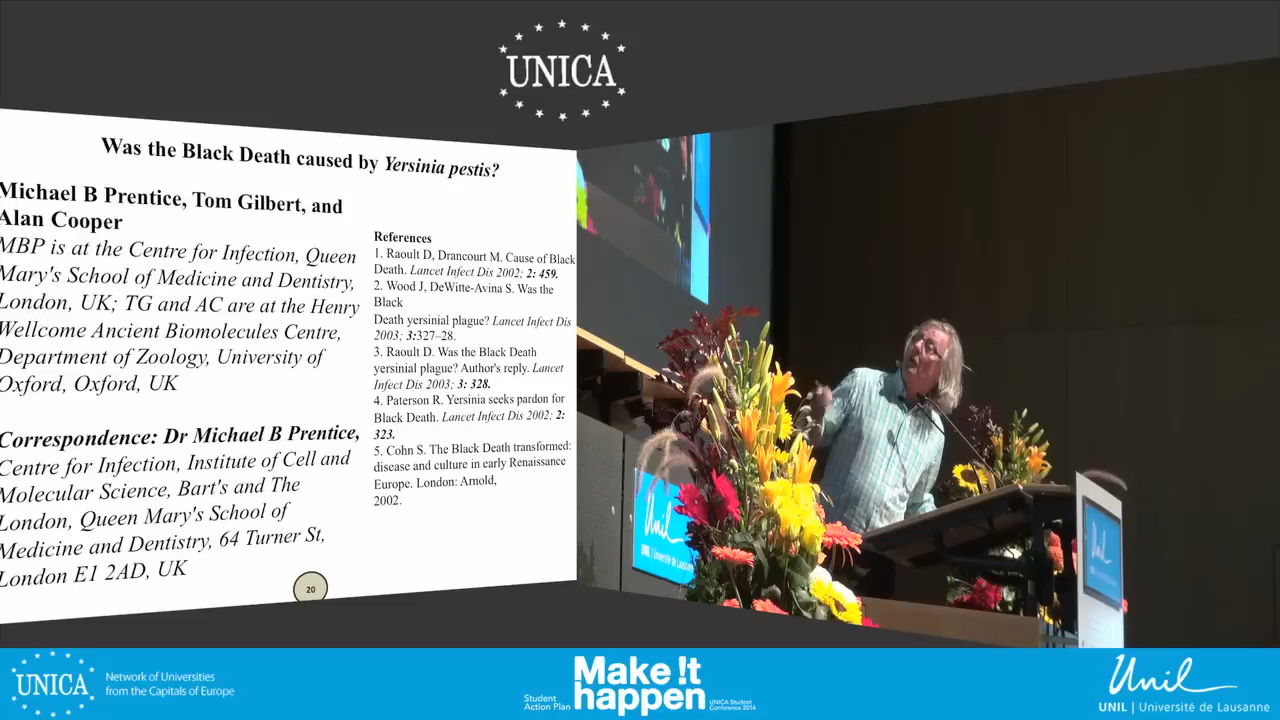 UNICA
Was the Black Death caused by Yersinia pestis?
Michael B Prentice, Tom Gilbert, and
Alan Cooper
MBP is at the Centre for Infection, Queen
Mary's School of Medicine and Dentistry,
London, UK; TG and AC are at the Henry
Wellcome Ancient Biomolecules Centre,
Department of Zoology, University of
Oxford, Oxford, UK
Correspondence: Dr Michael B Prentice,
Centre for Infection, Institute of Cell and
Molecular Science, Bart's and The
London, Queen Mary's School of
Medicine and Dentistry, 64 Turner St,
London E1 2AD, UK
References
1. Raoult D, Drancourt M. Cause of Black
Death. Lancet Infect Dis 2002; 2: 459.
2. Wood J, DeWitte-Avina S. Was the
Black
Death yersinial plague? Lancet Infect Dis
2003; 3:327–28.
3. Raoult D. Was the Black Death
yersinial plague? Author's reply. Lancet
Infect Dis 2003; 3: 328.
4. Paterson R. Yersinia seeks pardon for
Black Death. Lancet Infect Dis 2002; 2:
323.
5. Cohn S. The Black Death transformed:
disease and culture in early Renaissance
Europe. London: Arnold,
2002.
20
Unil
UNIL | Université de Lausanne
Unil
UNICA
Network of Universities
from the Capitals of Europe
Student
Action Plan
Make !t
happen
UNICA Student
Conference 2014
Unil
UNIL | Université de Lausanne